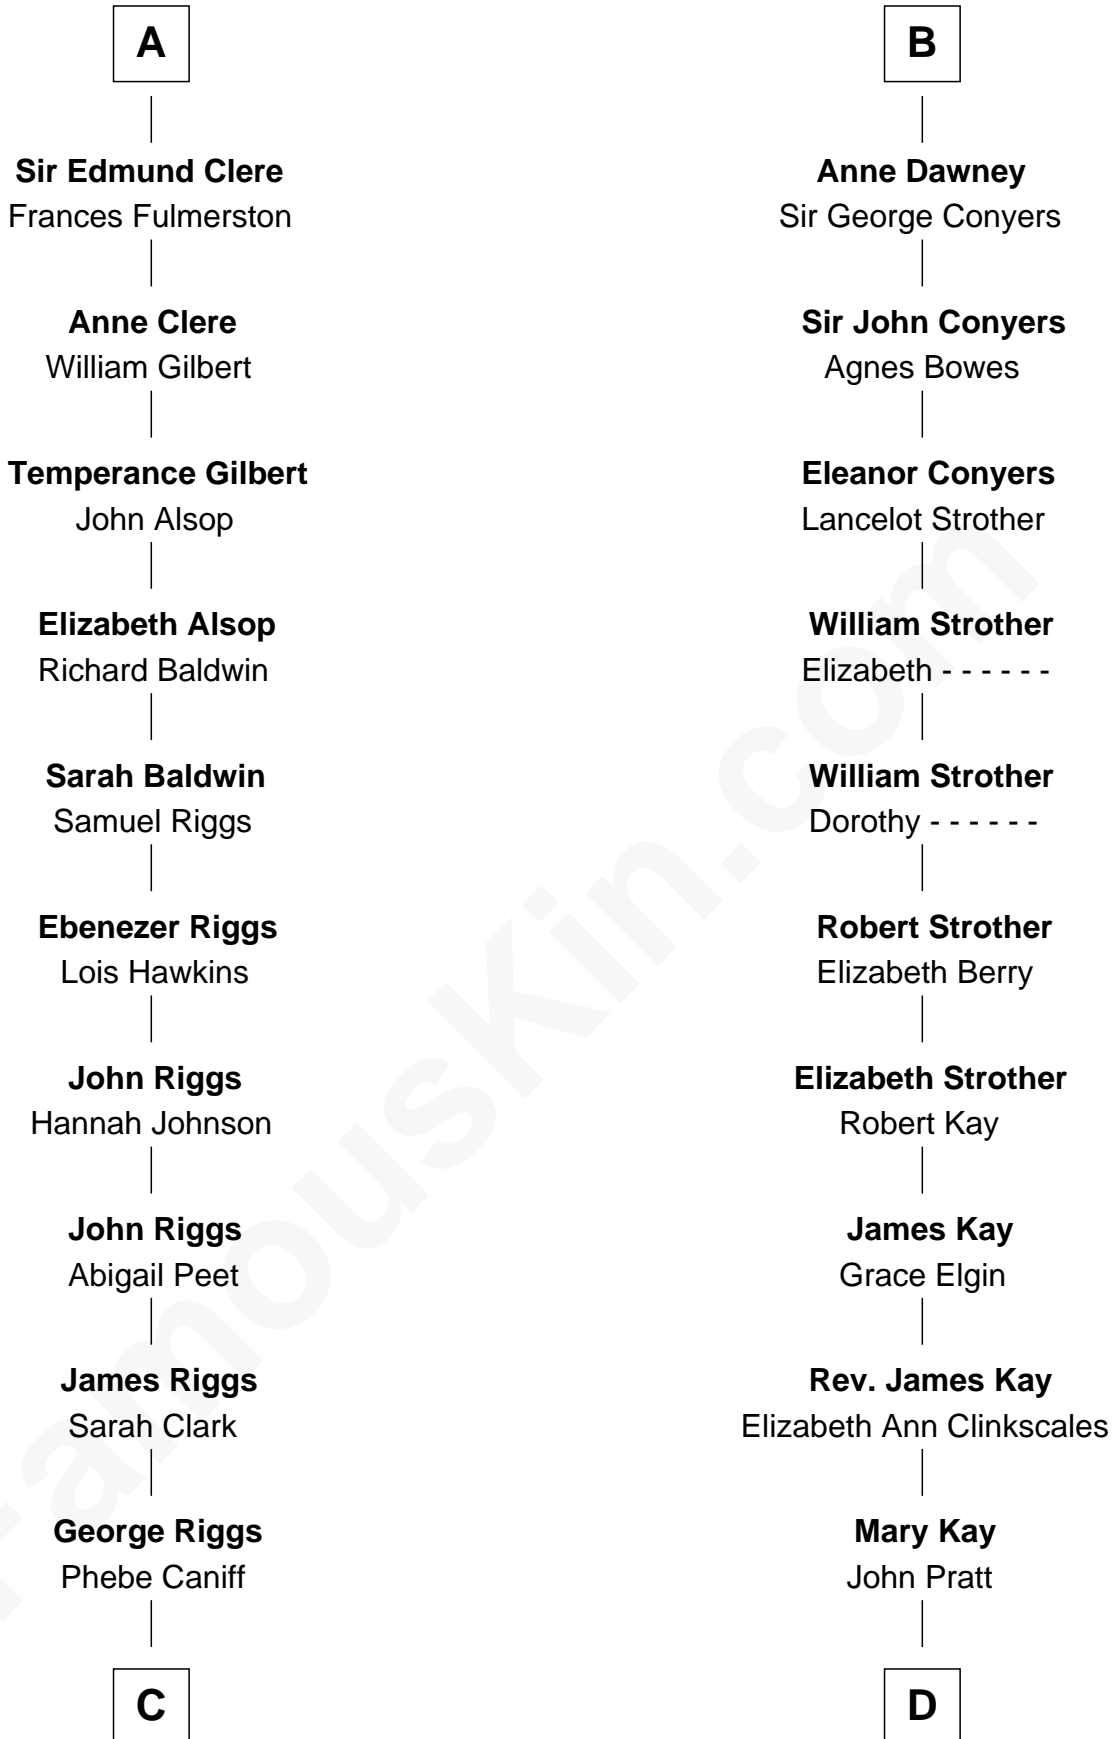 A
Sir Edmund Clere
Frances Fulmerston
Anne Clere
William Gilbert
Temperance Gilbert
John Alsop
Elizabeth Alsop
Richard Baldwin
Sarah Baldwin
Samuel Riggs
Ebenezer Riggs
Lois Hawkins
John Riggs
Hannah Johnson
John Riggs
Abigail Peet
James Riggs
Sarah Clark
George Riggs
Phebe Caniff
C
B
Anne Dawney
Sir George Conyers
Sir John Conyers
Agnes Bowes
Eleanor Conyers
Lancelot Strother
William Strother
Elizabeth - - - - - -
William Strother
Dorothy - - - - - -
Robert Strother
Elizabeth Berry
Elizabeth Strother
Robert Kay
James Kay
Grace Elgin
Rev. James Kay
Elizabeth Ann Clinkscales
Mary Kay
John Pratt
D
FamousKin.com